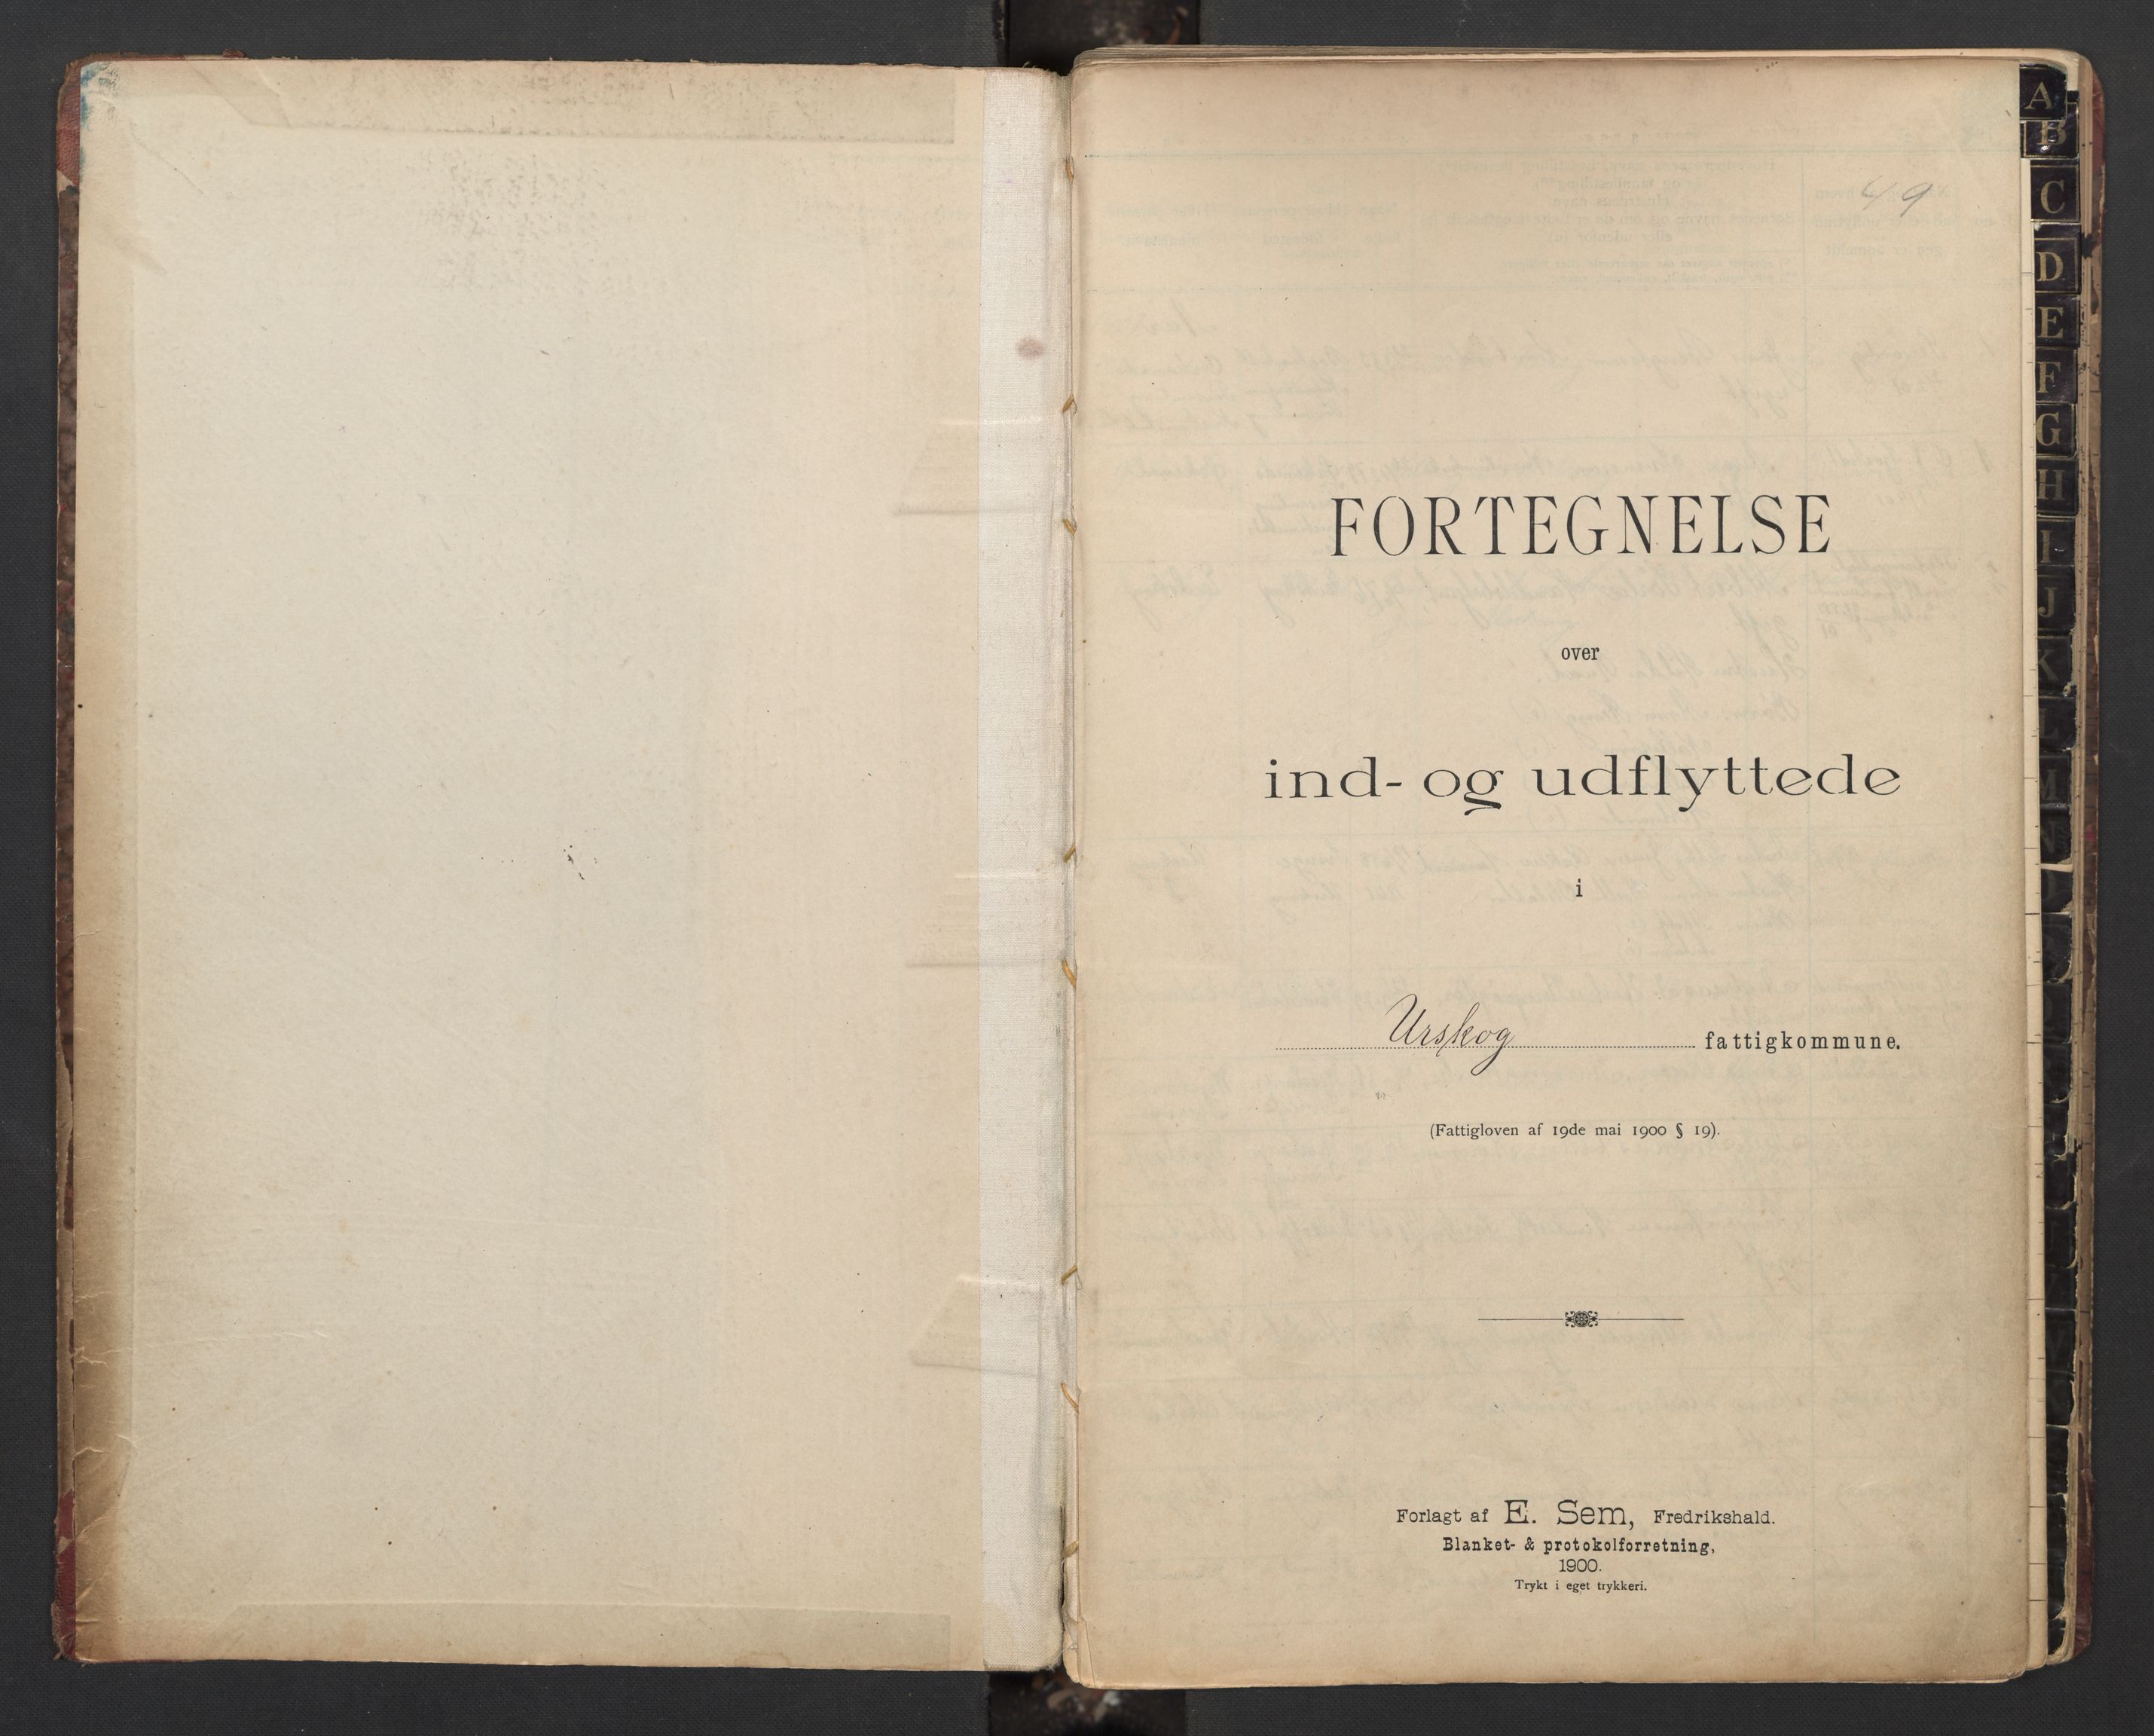 49
FORTEGNELSE
over
ind- og udflyttede
i
Urskog fattigkommune.
(Fattigloven af 19de mai 1900 § 19).
Forlagt af E. Sem, Fredrikshald.
Blanket- & protokolforretning,
1900.
Trykt i eget trykkeri.
A
B
C
D
E
F
G
H
I
J
K
L
M
N